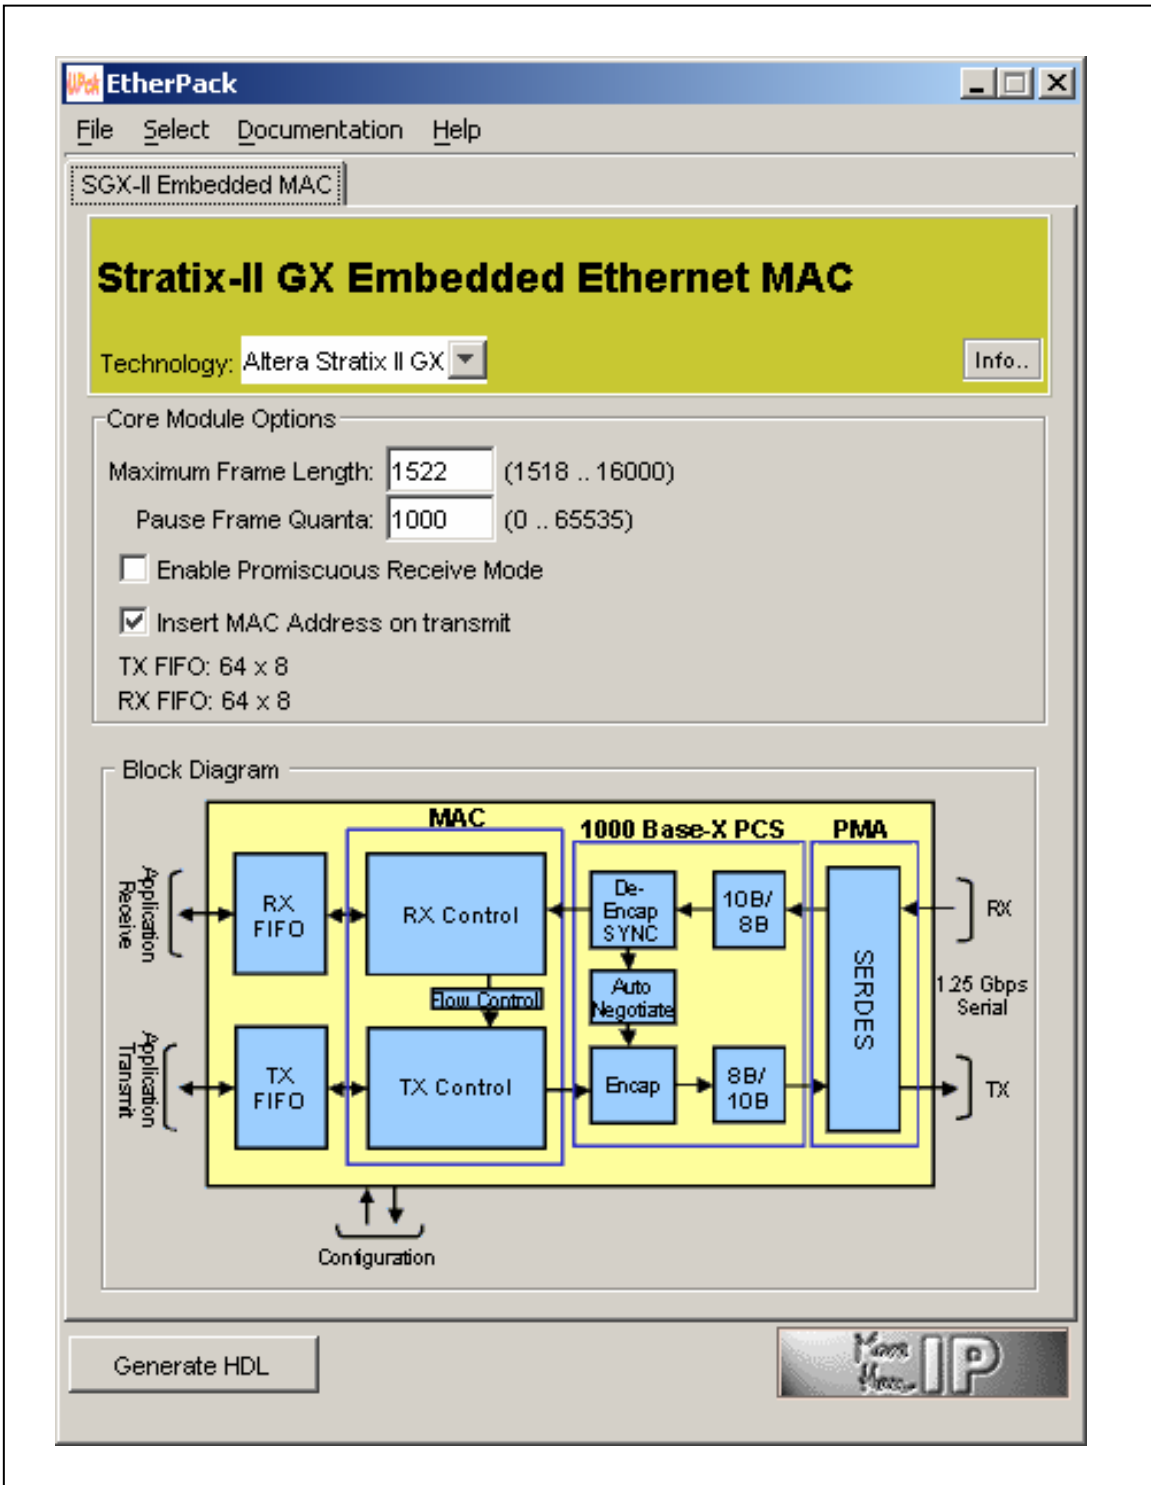 EtherPack
File Select Documentation Help
SGX-II Embedded MAC
Stratix-II GX Embedded Ethernet MAC
Technology: Altera Stratix II GX
Info..
Core Module Options
Maximum Frame Length: 1522 (1518 .. 16000)
Pause Frame Quanta: 1000 (0 .. 65535)
Enable Promiscuous Receive Mode
Insert MAC Address on transmit
TX FIFO: 64 x 8
RX FIFO: 64 x 8
Block Diagram
MAC
1000 Base-X PCS
PMA
Application
Receive
RX
FIFO
RX Control
De-
Encap
SYNC
10B/
8B
RX
Flow Control
Auto
Negotiate
SERDES
1.25 Gbps
Serial
Application
Transmit
TX
FIFO
TX Control
Encap
8B/
10B
TX
Configuration
Generate HDL
IP